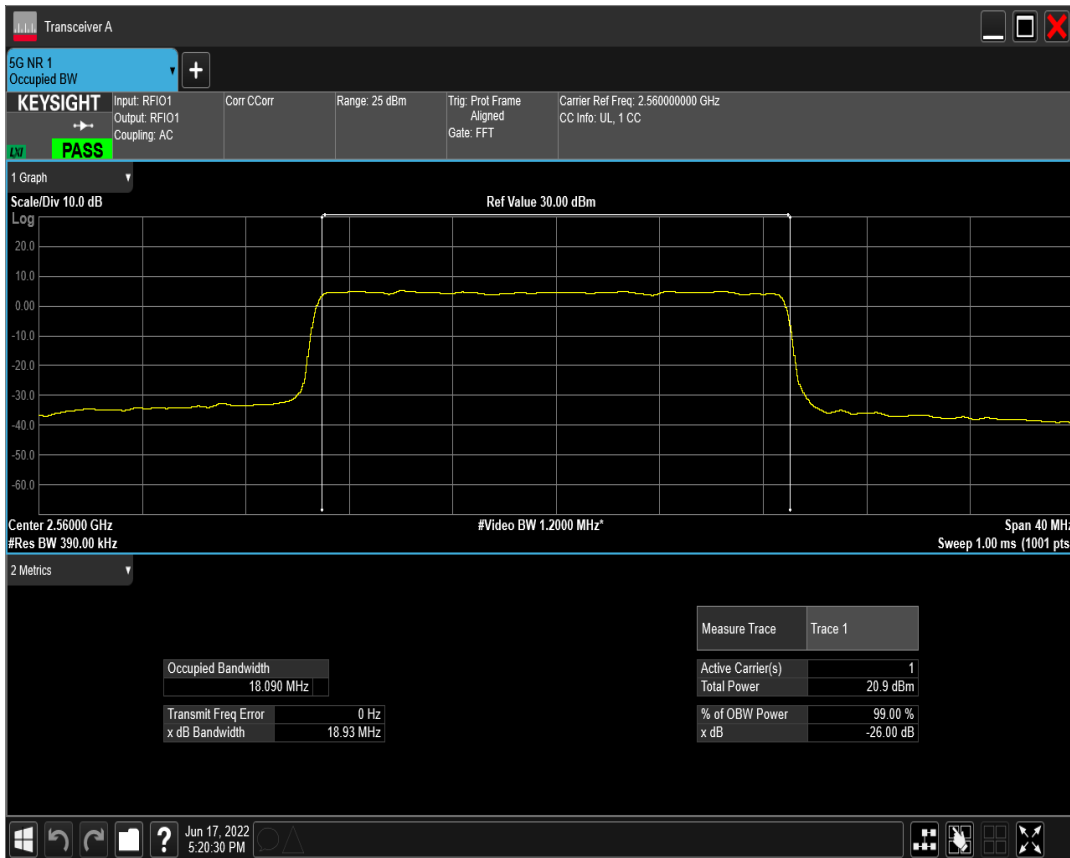 Transceiver A
5G NR 1
Occupied BW
+
KEYSIGHT
LXI
PASS
Input: RFIO1
Output: RFIO1
Coupling: AC
Corr CCorr
Range: 25 dBm
Trig: Prot Frame
Aligned
Gate: FFT
Carrier Ref Freq: 2.560000000 GHz
CC Info: UL, 1 CC
1 Graph
Scale/Div 10.0 dB
Ref Value 30.00 dBm
Log
20.0
10.0
0.00
-10.0
-20.0
-30.0
-40.0
-50.0
-60.0
Center 2.56000 GHz
#Video BW 1.2000 MHz*
Span 40 MHz
#Res BW 390.00 kHz
Sweep 1.00 ms (1001 pts
2 Metrics
Measure Trace Trace 1
Occupied Bandwidth
18.090 MHz
Active Carrier(s) 1
Total Power 20.9 dBm
Transmit Freq Error 0 Hz
x dB Bandwidth 18.93 MHz
% of OBW Power 99.00 %
x dB -26.00 dB
?
Jun 17, 2022
5:20:30 PM